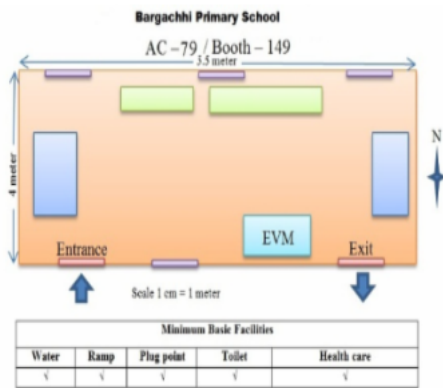 Bargachhi Primary School
AC – 79 / Booth – 149
3.5 meter
4 meter
N
EVM
Entrance
Exit
Scale 1 cm = 1 meter
Minimum Basic Facilities
Water Ramp Plug point Toilet Health care
√ √ √ √ √